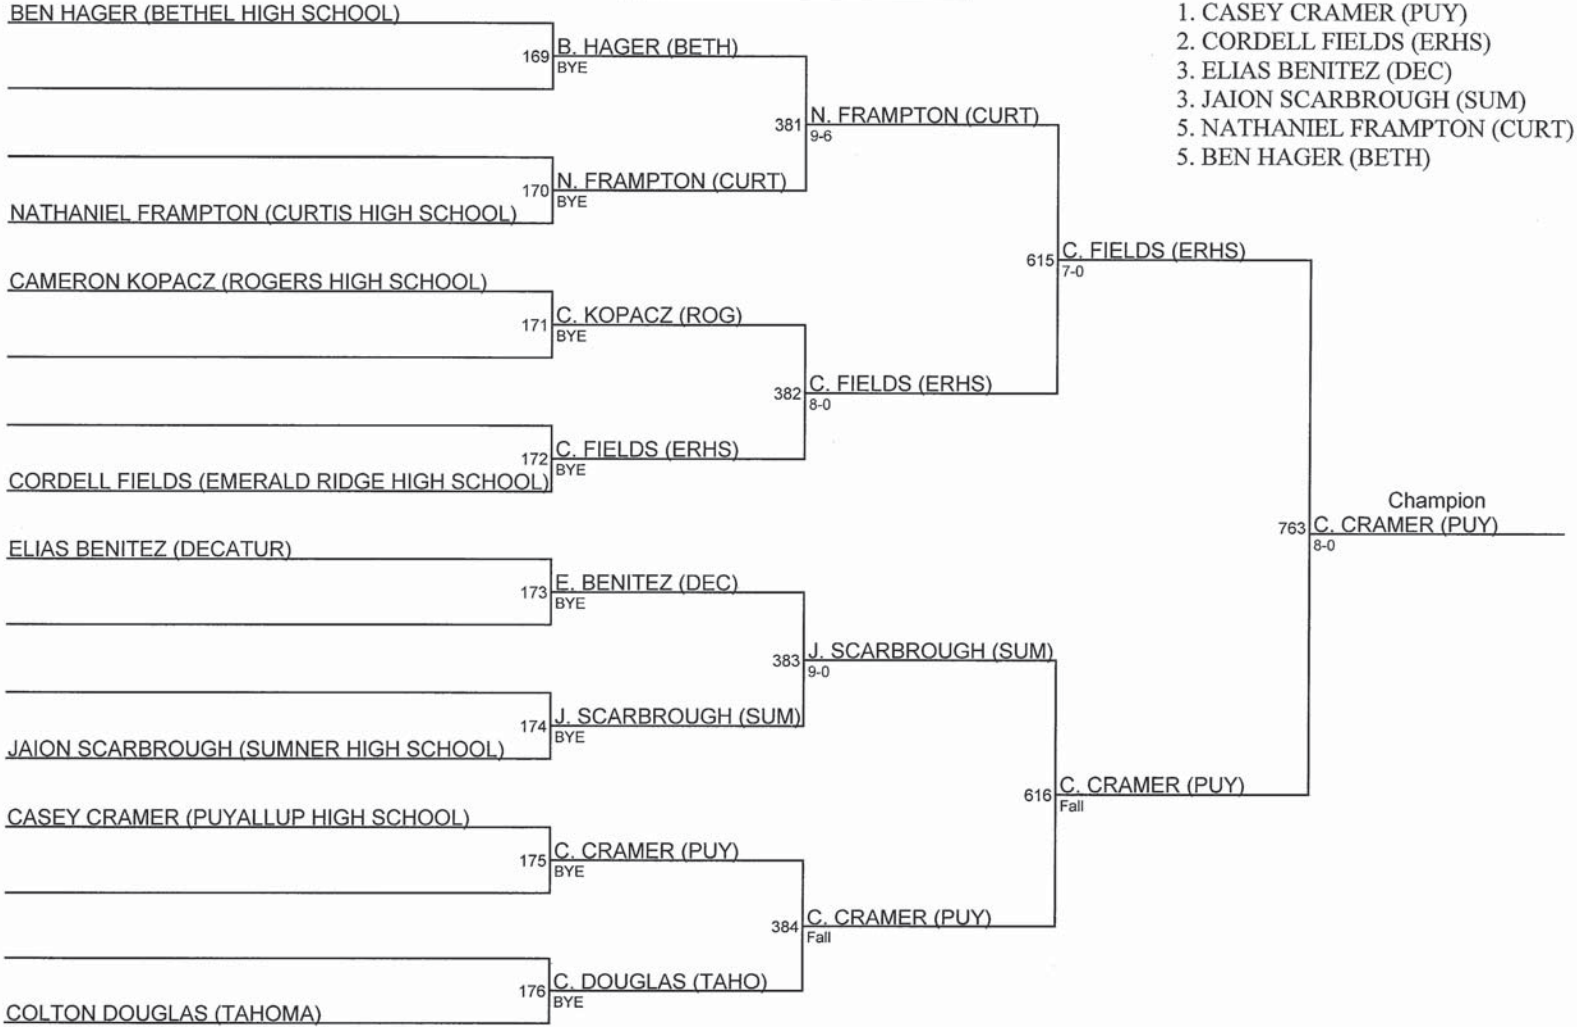 BEN HAGER (BETHEL HIGH SCHOOL)
169
B. HAGER (BETH)
BYE
381
N. FRAMPTON (CURT)
9-6
170
N. FRAMPTON (CURT)
BYE
NATHANIEL FRAMPTON (CURTIS HIGH SCHOOL)
615
C. FIELDS (ERHS)
7-0
CAMERON KOPACZ (ROGERS HIGH SCHOOL)
171
C. KOPACZ (ROG)
BYE
382
C. FIELDS (ERHS)
8-0
172
C. FIELDS (ERHS)
BYE
CORDELL FIELDS (EMERALD RIDGE HIGH SCHOOL)
Champion
763
C. CRAMER (PUY)
8-0
ELIAS BENITEZ (DECATUR)
173
E. BENITEZ (DEC)
BYE
383
J. SCARBROUGH (SUM)
9-0
174
J. SCARBROUGH (SUM)
BYE
JAION SCARBROUGH (SUMNER HIGH SCHOOL)
616
C. CRAMER (PUY)
Fall
CASEY CRAMER (PUYALLUP HIGH SCHOOL)
175
C. CRAMER (PUY)
BYE
384
C. CRAMER (PUY)
Fall
176
C. DOUGLAS (TAHO)
BYE
COLTON DOUGLAS (TAHOMA)
1. CASEY CRAMER (PUY)
2. CORDELL FIELDS (ERHS)
3. ELIAS BENITEZ (DEC)
3. JAION SCARBROUGH (SUM)
5. NATHANIEL FRAMPTON (CURT)
5. BEN HAGER (BETH)